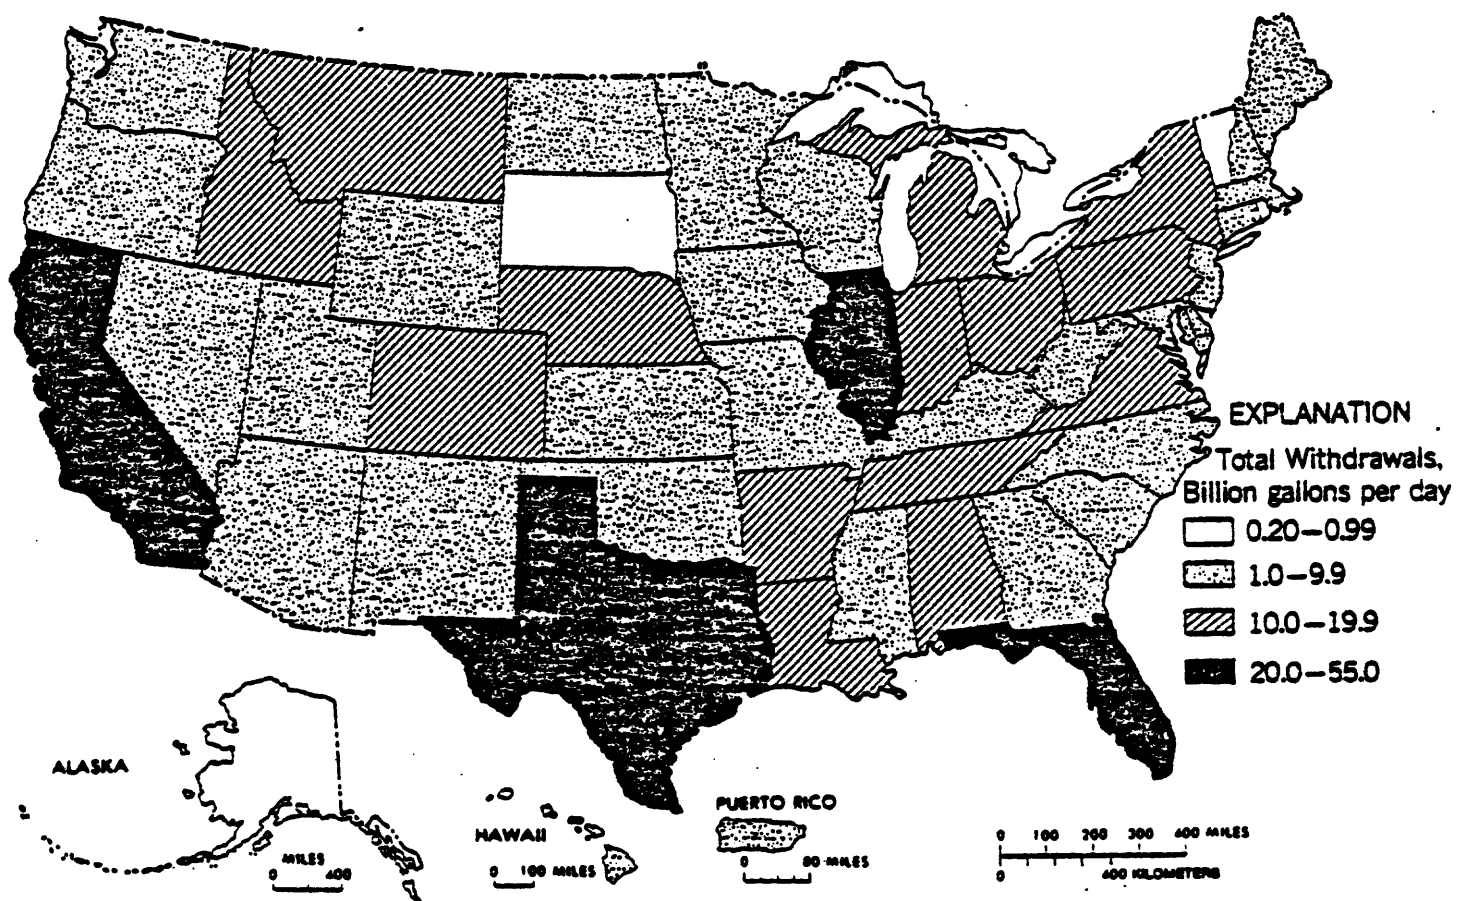 EXPLANATION
Total Withdrawals,
Billion gallons per day
0.20–0.99
1.0–9.9
10.0–19.9
20.0–55.0
ALASKA
MILES
0 400
HAWAII
0 100 MILES
PUERTO RICO
0 80 MILES
0 100 200 300 400 MILES
0 400 KILOMETERS